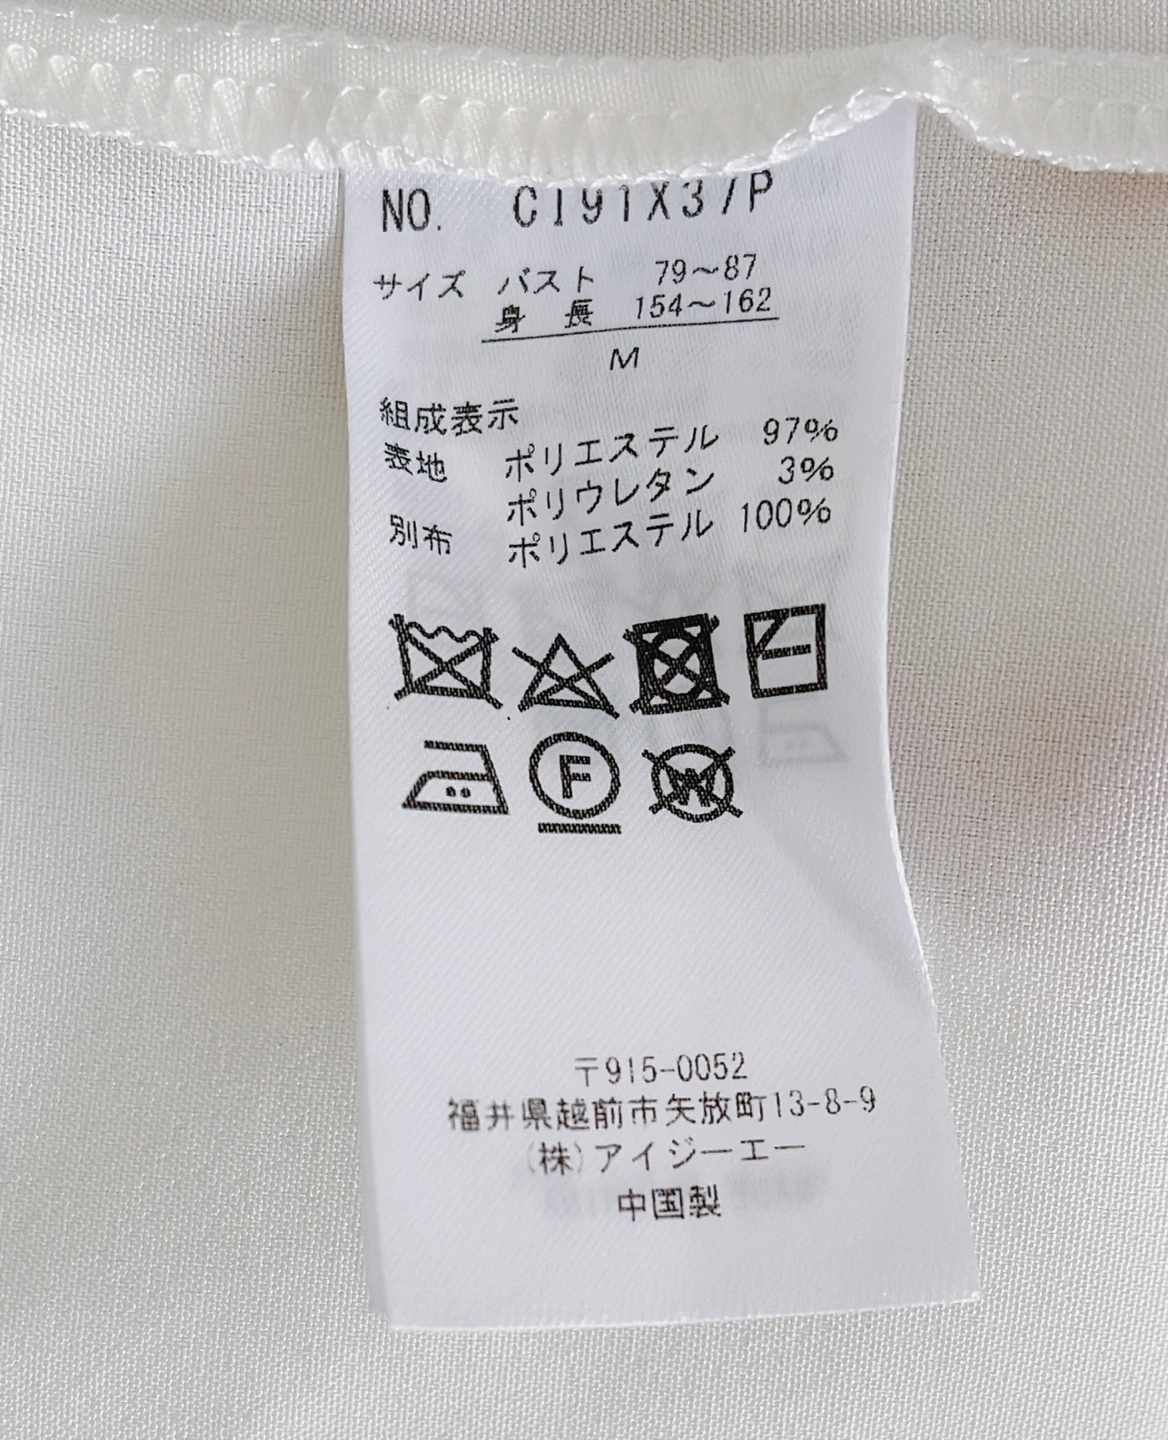 NO. CI91X37P
サイズ バスト 79～87
身長 154～162
M
組成表示
表地 ポリエステル 97%
ポリウレタン 3%
別布 ポリエステル 100%
F
W
〒915-0052
福井県越前市矢放町13-8-9
(株)アイジーエー
中国製